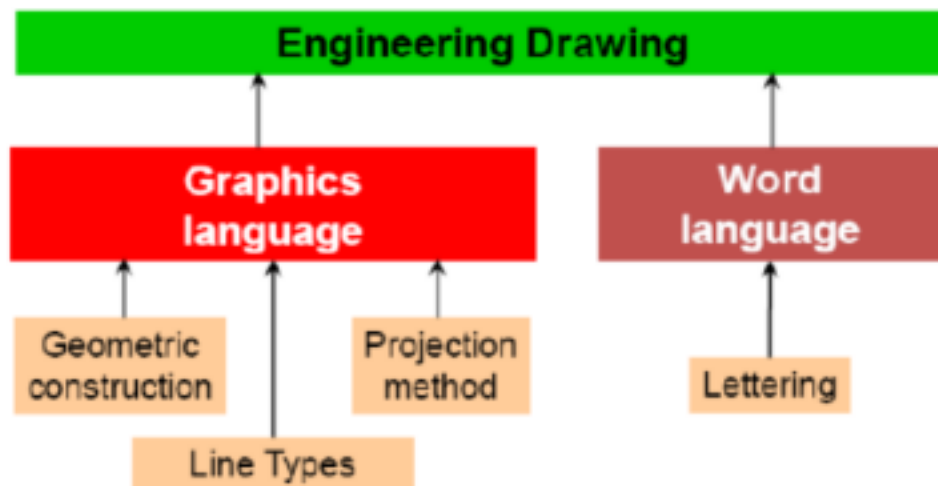 Engineering Drawing
Graphics
language
Word
language
Geometric
construction
Projection
method
Lettering
Line Types